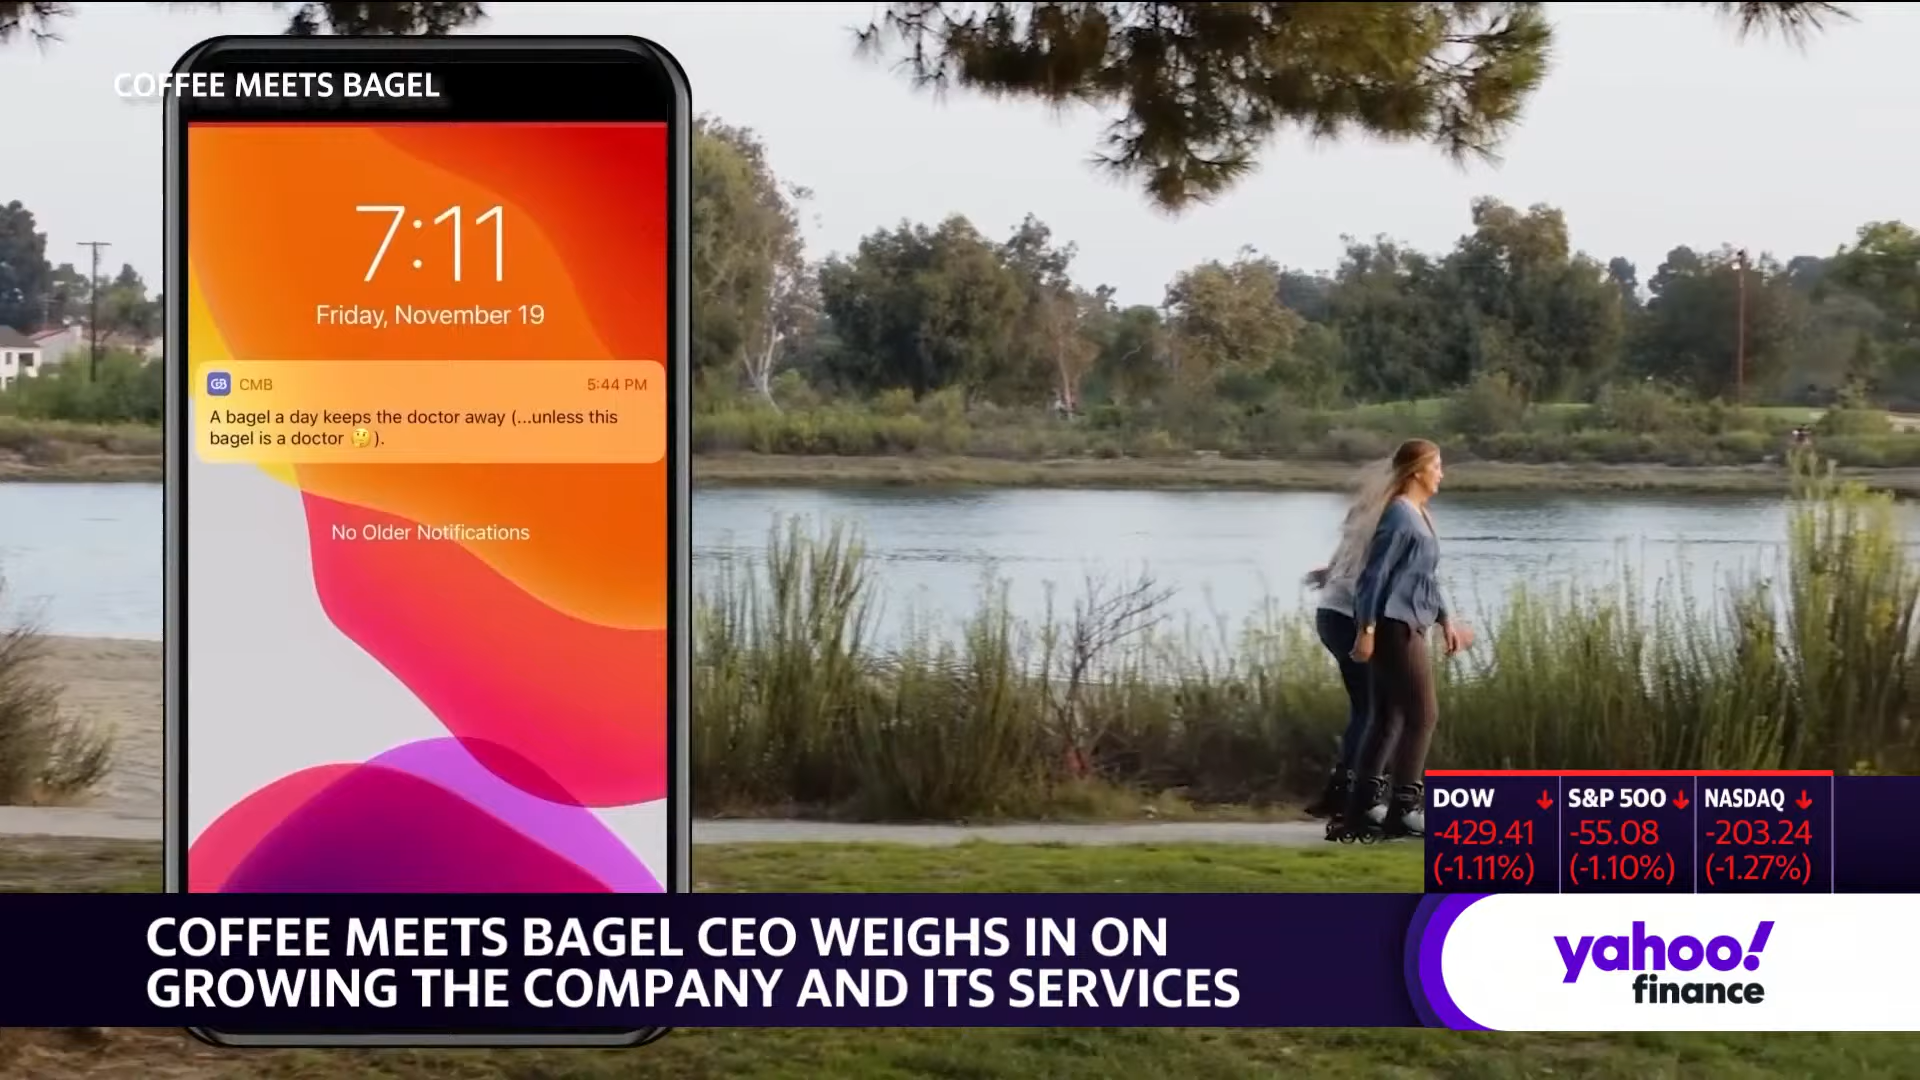 COFFEE MEETS BAGEL
7:11
Friday, November 19
CMB 5:44 PM
A bagel a day keeps the doctor away (...unless this
bagel is a doctor 🤔).
No Older Notifications
DOW
-429.41
(-1.11%)
S&P 500
-55.08
(-1.10%)
NASDAQ
-203.24
(-1.27%)
COFFEE MEETS BAGEL CEO WEIGHS IN ON
GROWING THE COMPANY AND ITS SERVICES
yahoo!
finance